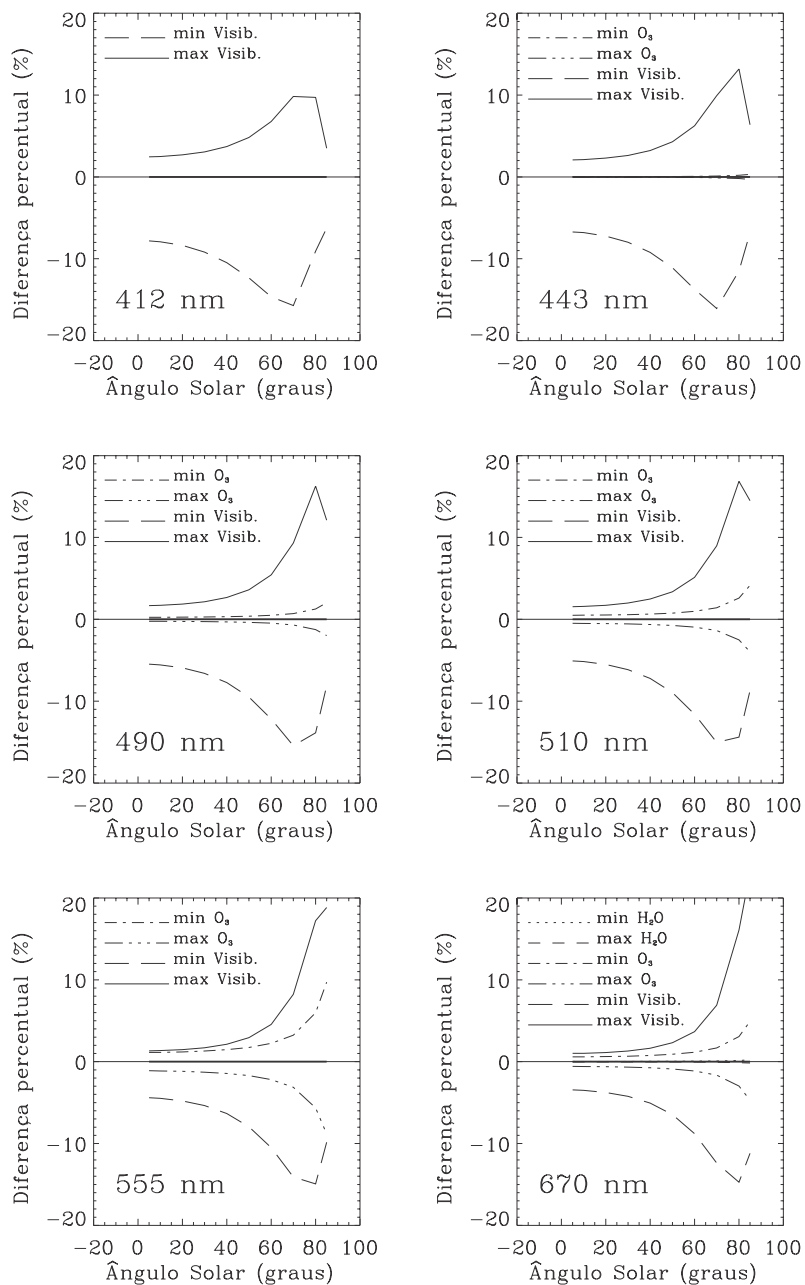 min Visib.
max Visib.
20
10
0
−10
−20
Diferença percentual (%)
412 nm
−20 0 20 40 60 80 100
Ângulo Solar (graus)
min O₃
max O₃
min Visib.
max Visib.
20
10
0
−10
−20
Diferença percentual (%)
443 nm
−20 0 20 40 60 80 100
Ângulo Solar (graus)
min O₃
max O₃
min Visib.
max Visib.
20
10
0
−10
−20
Diferença percentual (%)
490 nm
−20 0 20 40 60 80 100
Ângulo Solar (graus)
min O₃
max O₃
min Visib.
max Visib.
20
10
0
−10
−20
Diferença percentual (%)
510 nm
−20 0 20 40 60 80 100
Ângulo Solar (graus)
min O₃
max O₃
min Visib.
max Visib.
20
10
0
−10
−20
Diferença percentual (%)
555 nm
−20 0 20 40 60 80 100
Ângulo Solar (graus)
min H₂O
max H₂O
min O₃
max O₃
min Visib.
max Visib.
20
10
0
−10
−20
Diferença percentual (%)
670 nm
−20 0 20 40 60 80 100
Ângulo Solar (graus)